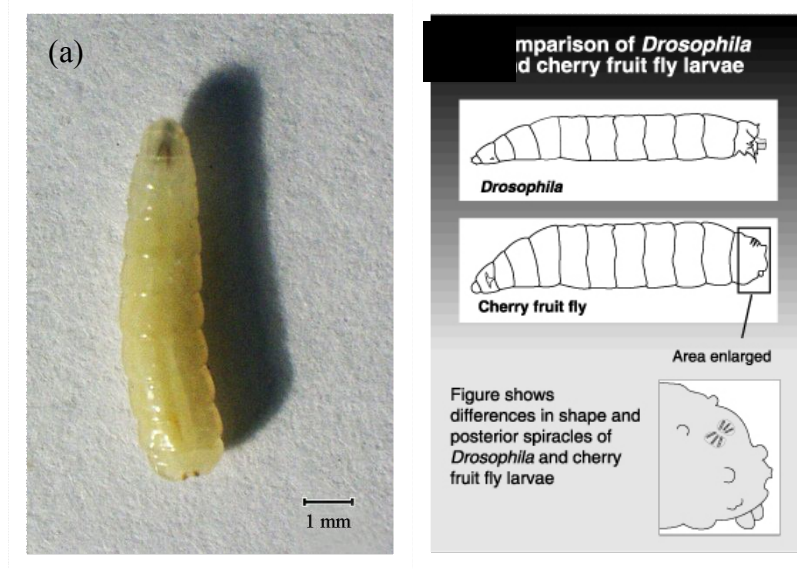 (a)
1 mm
of Drosophila
cherry fruit fly larvae
Drosophila
Cherry fruit fly
Area enlarged
Figure shows
differences in shape and
posterior spiracles of
Drosophila and cherry
fruit fly larvae